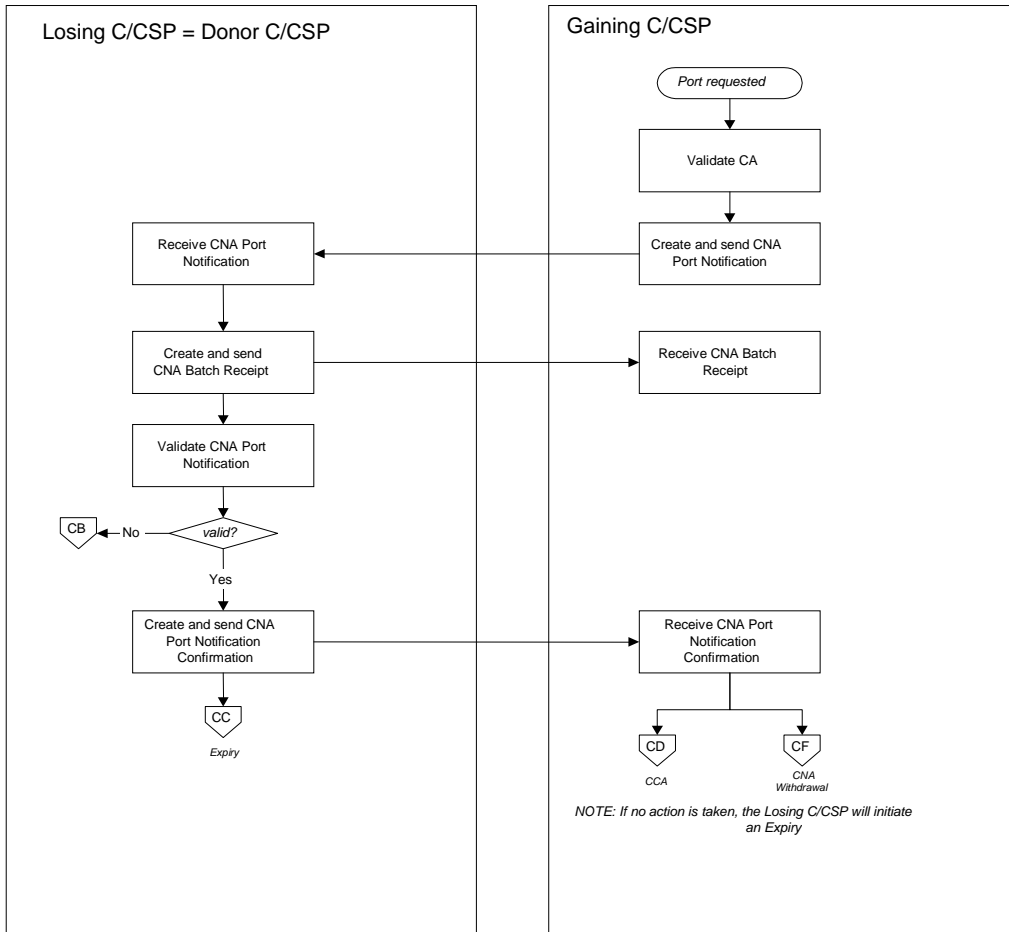 Losing C/CSP = Donor C/CSP
Gaining C/CSP
Port requested
Validate CA
Receive CNA Port
Notification
Create and send CNA
Port Notification
Create and send
CNA Batch Receipt
Receive CNA Batch
Receipt
Validate CNA Port
Notification
CB
No
valid?
Yes
Create and send CNA
Port Notification
Confirmation
Receive CNA Port
Notification
Confirmation
CC
Expiry
CD
CCA
CF
CNA
Withdrawal
NOTE: If no action is taken, the Losing C/CSP will initiate
an Expiry